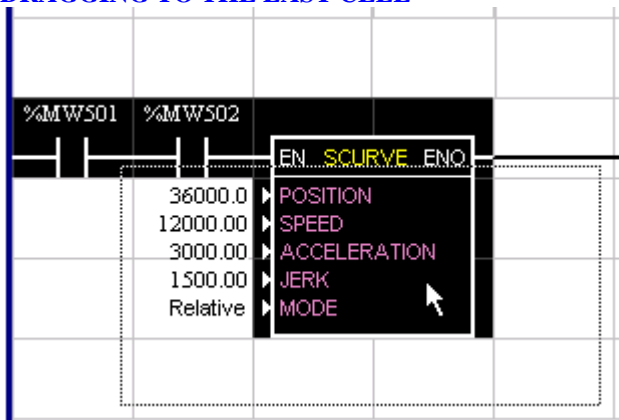 DRAGGING TO THE LAST CELL
%MW501 %MW502
EN SCURVE ENO
36000.0 POSITION
12000.00 SPEED
3000.00 ACCELERATION
1500.00 JERK
Relative MODE